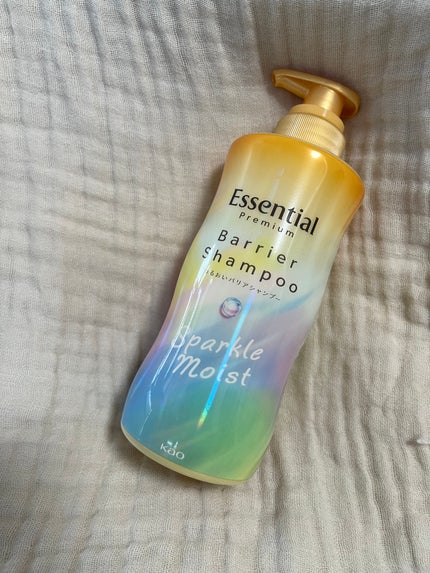 Essential
Premium
Barrier
Shampoo
うるおいバリアシャンプー
Sparkle
Moist
Kao